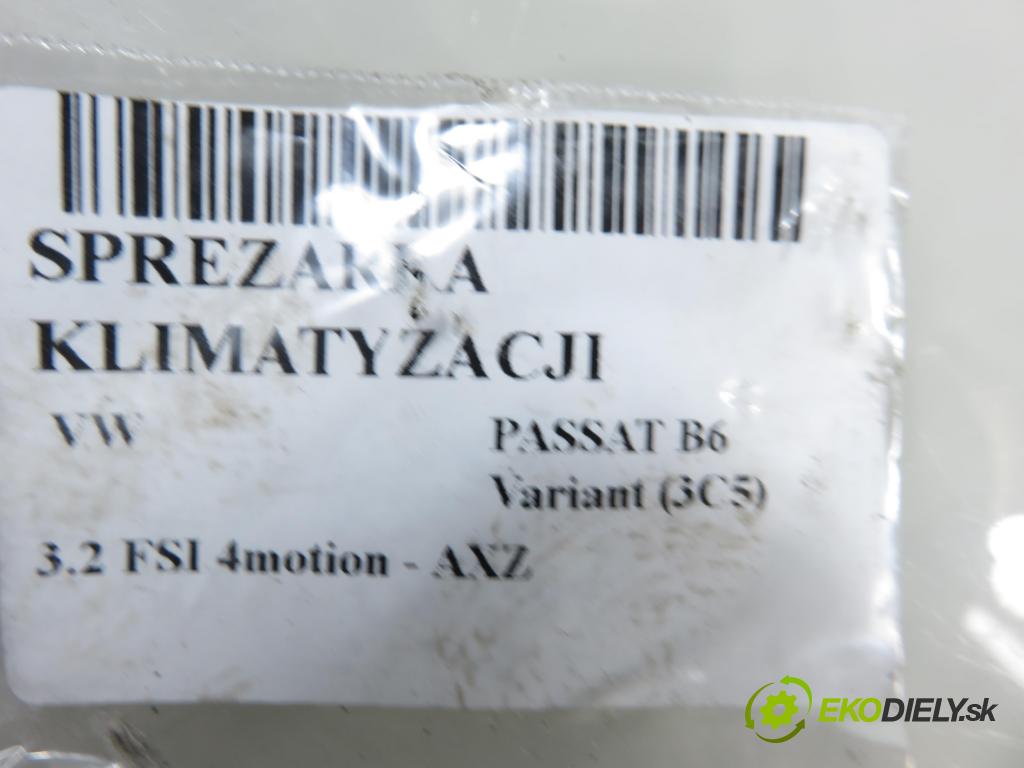 SPREZARKA
KLIMATYZACJI
VW PASSAT B6
Variant (3C5)
3.2 FSI 4motion - AXZ
EKODIELY.sk